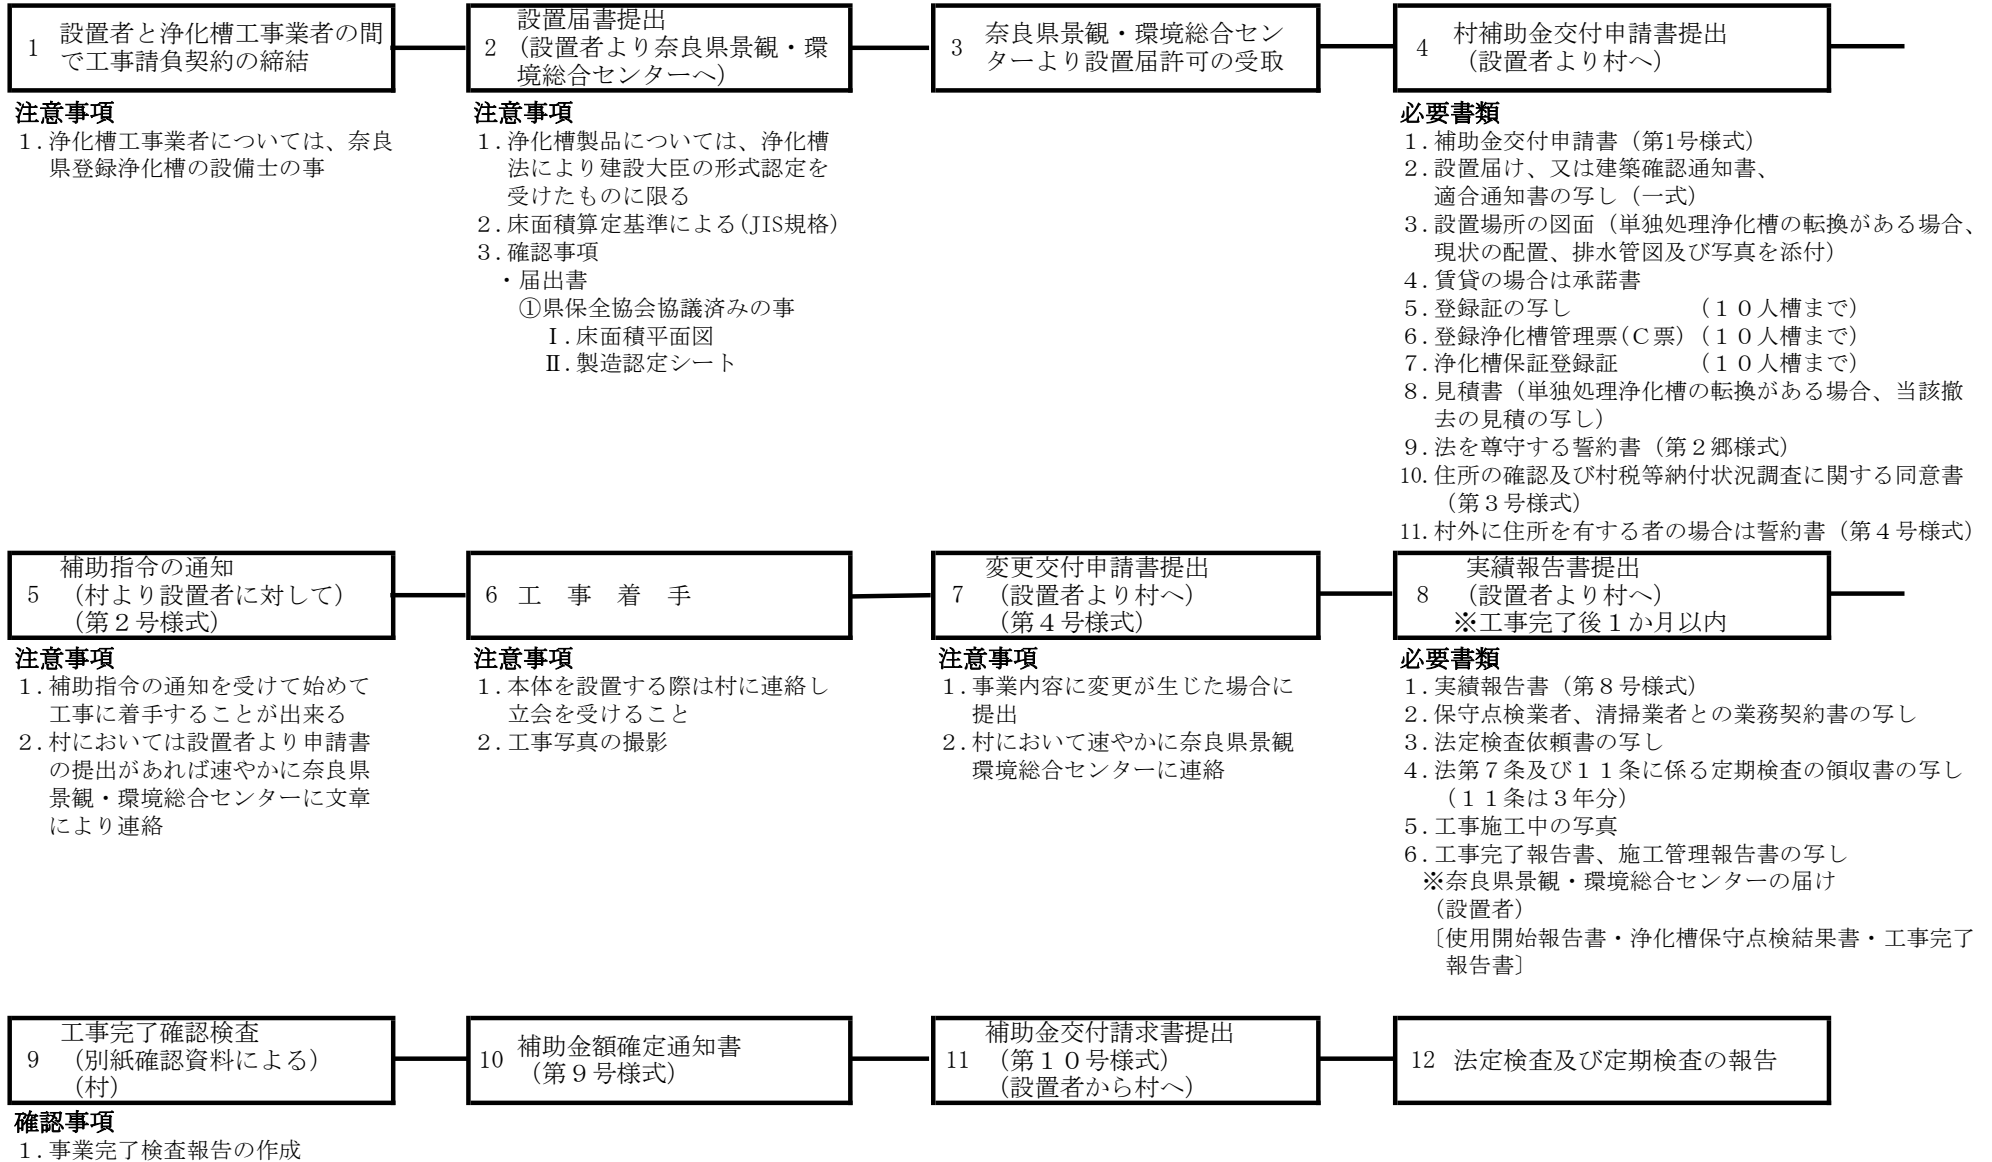 1 設置者と浄化槽工事業者の間
で工事請負契約の締結
注意事項
１.浄化槽工事業者については、奈良
県登録浄化槽の設備士の事
2 設置届書提出
(設置者より奈良県景観・環
境総合センターへ)
注意事項
１.浄化槽製品については、浄化槽
法により建設大臣の形式認定を
受けたものに限る
２.床面積算定基準による(JIS規格)
３.確認事項
・届出書
①県保全協会協議済みの事
Ⅰ.床面積平面図
Ⅱ.製造認定シート
3 奈良県景観・環境総合セン
ターより設置届許可の受取
4 村補助金交付申請書提出
（設置者より村へ）
必要書類
１.補助金交付申請書（第1号様式）
２.設置届け、又は建築確認通知書、
適合通知書の写し（一式）
３.設置場所の図面（単独処理浄化槽の転換がある場合、
現状の配置、排水管図及び写真を添付）
４.賃貸の場合は承諾書
５.登録証の写し （１０人槽まで）
６.登録浄化槽管理票(Ｃ票)（１０人槽まで）
７.浄化槽保証登録証 （１０人槽まで）
８.見積書（単独処理浄化槽の転換がある場合、当該撤
去の見積の写し）
９.法を尊守する誓約書（第２郷様式）
10.住所の確認及び村税等納付状況調査に関する同意書
（第３号様式）
11.村外に住所を有する者の場合は誓約書（第４号様式）
5 補助指令の通知
（村より設置者に対して）
（第２号様式）
注意事項
１.補助指令の通知を受けて始めて
工事に着手することが出来る
２.村においては設置者より申請書
の提出があれば速やかに奈良県
景観・環境総合センターに文章
により連絡
6 工　事　着　手
注意事項
１.本体を設置する際は村に連絡し
立会を受けること
２.工事写真の撮影
7 変更交付申請書提出
（設置者より村へ）
（第４号様式）
注意事項
１.事業内容に変更が生じた場合に
提出
２.村において速やかに奈良県景観
環境総合センターに連絡
8 実績報告書提出
（設置者より村へ）
※工事完了後１か月以内
必要書類
１.実績報告書（第８号様式）
２.保守点検業者、清掃業者との業務契約書の写し
３.法定検査依頼書の写し
４.法第７条及び１１条に係る定期検査の領収書の写し
（１１条は３年分）
５.工事施工中の写真
６.工事完了報告書、施工管理報告書の写し
※奈良県景観・環境総合センターの届け
（設置者）
〔使用開始報告書・浄化槽保守点検結果書・工事完了
報告書〕
9 工事完了確認検査
（別紙確認資料による）
（村）
確認事項
１.事業完了検査報告の作成
10 補助金額確定通知書
（第９号様式）
11 補助金交付請求書提出
（第１０号様式）
（設置者から村へ）
12 法定検査及び定期検査の報告